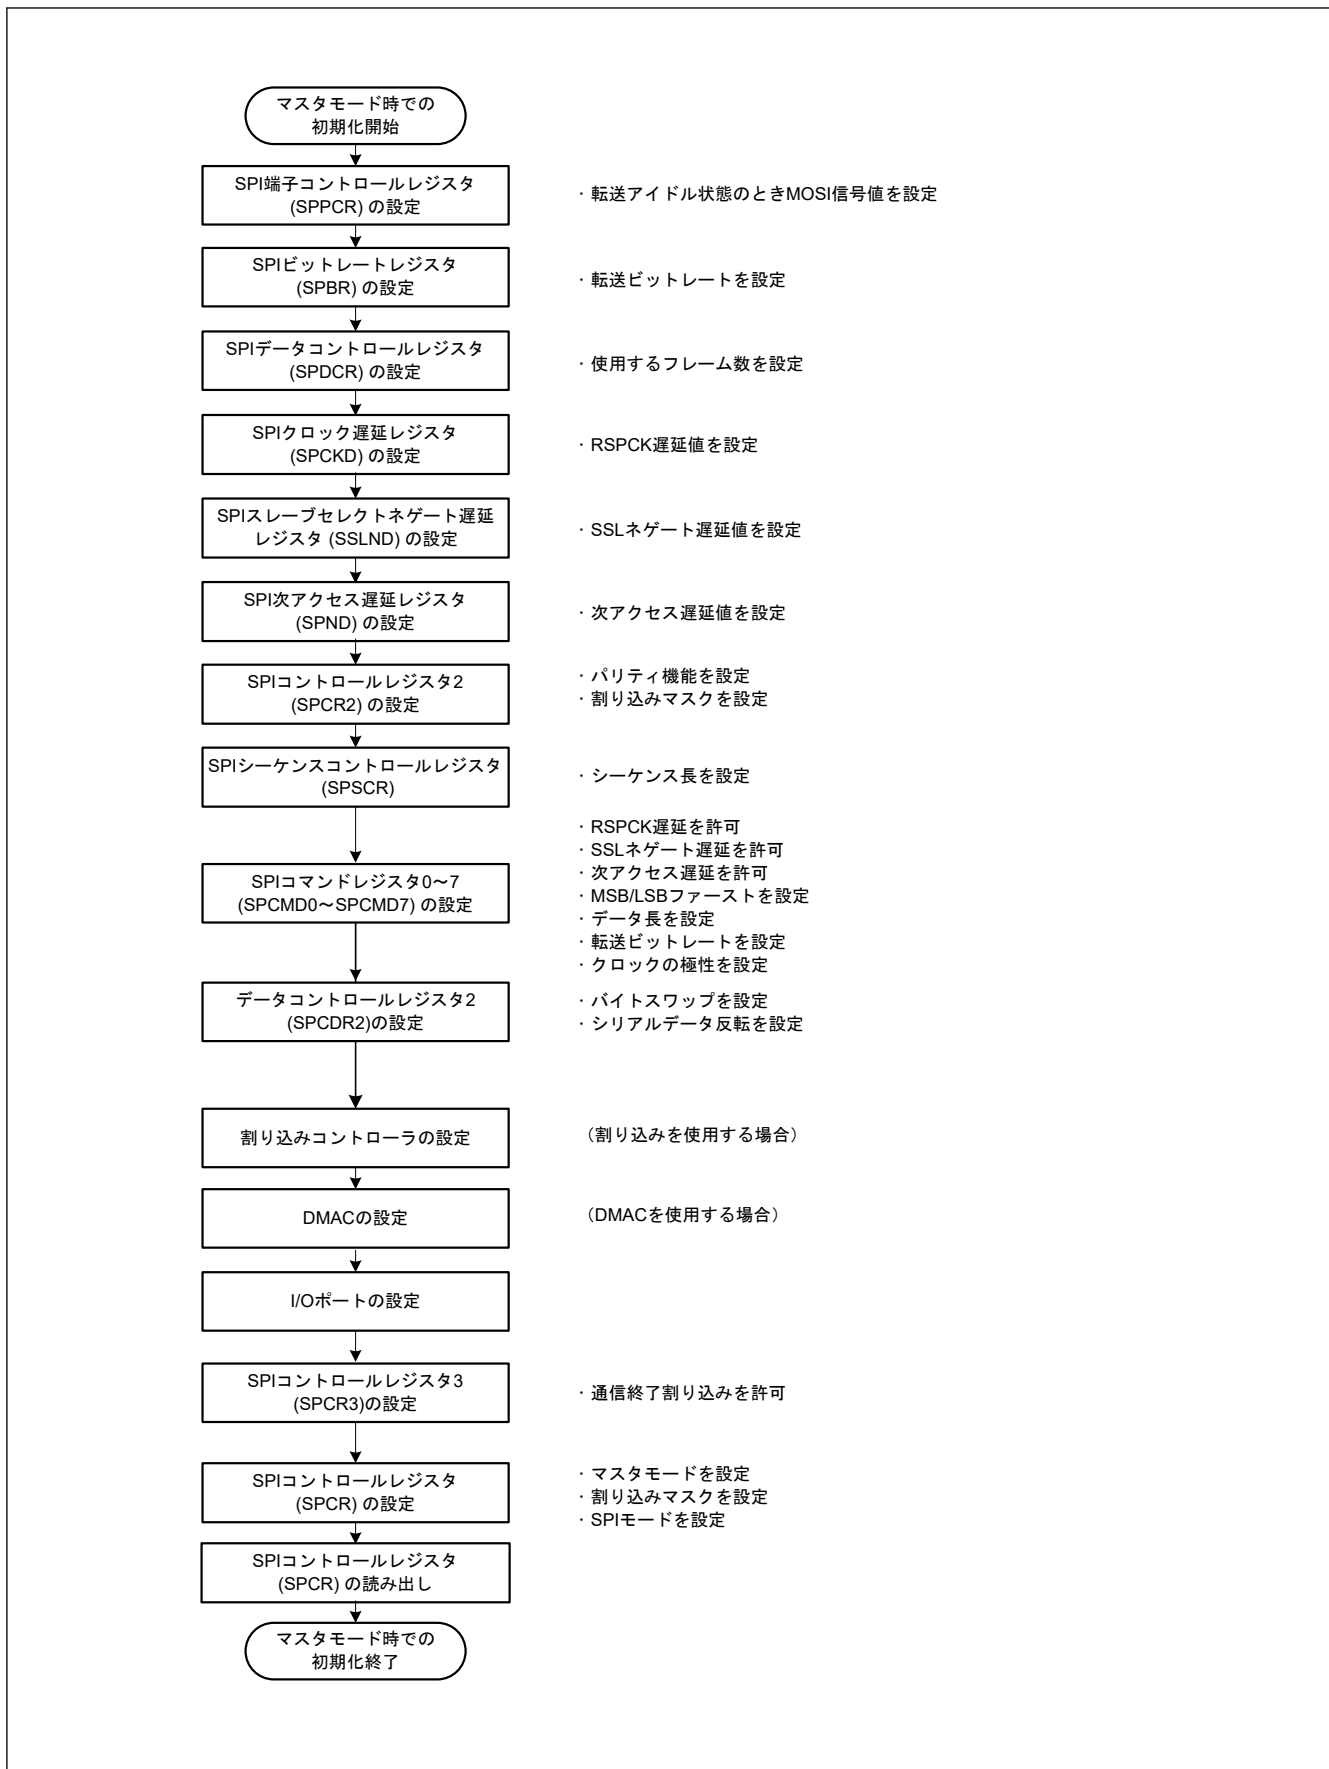 マスタモード時での
初期化開始
SPI端子コントロールレジスタ
(SPPCR) の設定
・転送アイドル状態のときMOSI信号値を設定
SPIビットレートレジスタ
(SPBR) の設定
・転送ビットレートを設定
SPIデータコントロールレジスタ
(SPDCR) の設定
・使用するフレーム数を設定
SPIクロック遅延レジスタ
(SPCKD) の設定
・RSPCK遅延値を設定
SPIスレーブセレクトネゲート遅延
レジスタ (SSLND) の設定
・SSLネゲート遅延値を設定
SPI次アクセス遅延レジスタ
(SPND) の設定
・次アクセス遅延値を設定
SPIコントロールレジスタ2
(SPCR2) の設定
・パリティ機能を設定
・割り込みマスクを設定
SPIシーケンスコントロールレジスタ
(SPSCR)
・シーケンス長を設定
SPIコマンドレジスタ0～7
(SPCMD0～SPCMD7) の設定
・RSPCK遅延を許可
・SSLネゲート遅延を許可
・次アクセス遅延を許可
・MSB/LSBファーストを設定
・データ長を設定
・転送ビットレートを設定
・クロックの極性を設定
データコントロールレジスタ2
(SPCDR2)の設定
・バイトスワップを設定
・シリアルデータ反転を設定
割り込みコントローラの設定
（割り込みを使用する場合）
DMACの設定
（DMACを使用する場合）
I/Oポートの設定
SPIコントロールレジスタ3
(SPCR3)の設定
・通信終了割り込みを許可
SPIコントロールレジスタ
(SPCR) の設定
・マスタモードを設定
・割り込みマスクを設定
・SPIモードを設定
SPIコントロールレジスタ
(SPCR) の読み出し
マスタモード時での
初期化終了